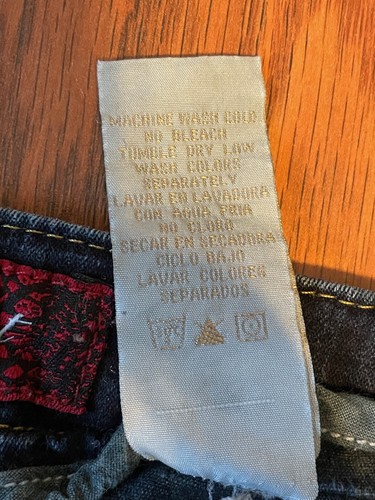 MACHINE WASH COLD
NO BLEACH
TUMBLE DRY LOW
WASH COLORS
SEPARATELY
LAVAR EN LAVADORA
CON AGUA FRIA
NO CLORO
SECAR EN SECADORA
CICLO BAJO
LAVAR COLORES
SEPARADOS